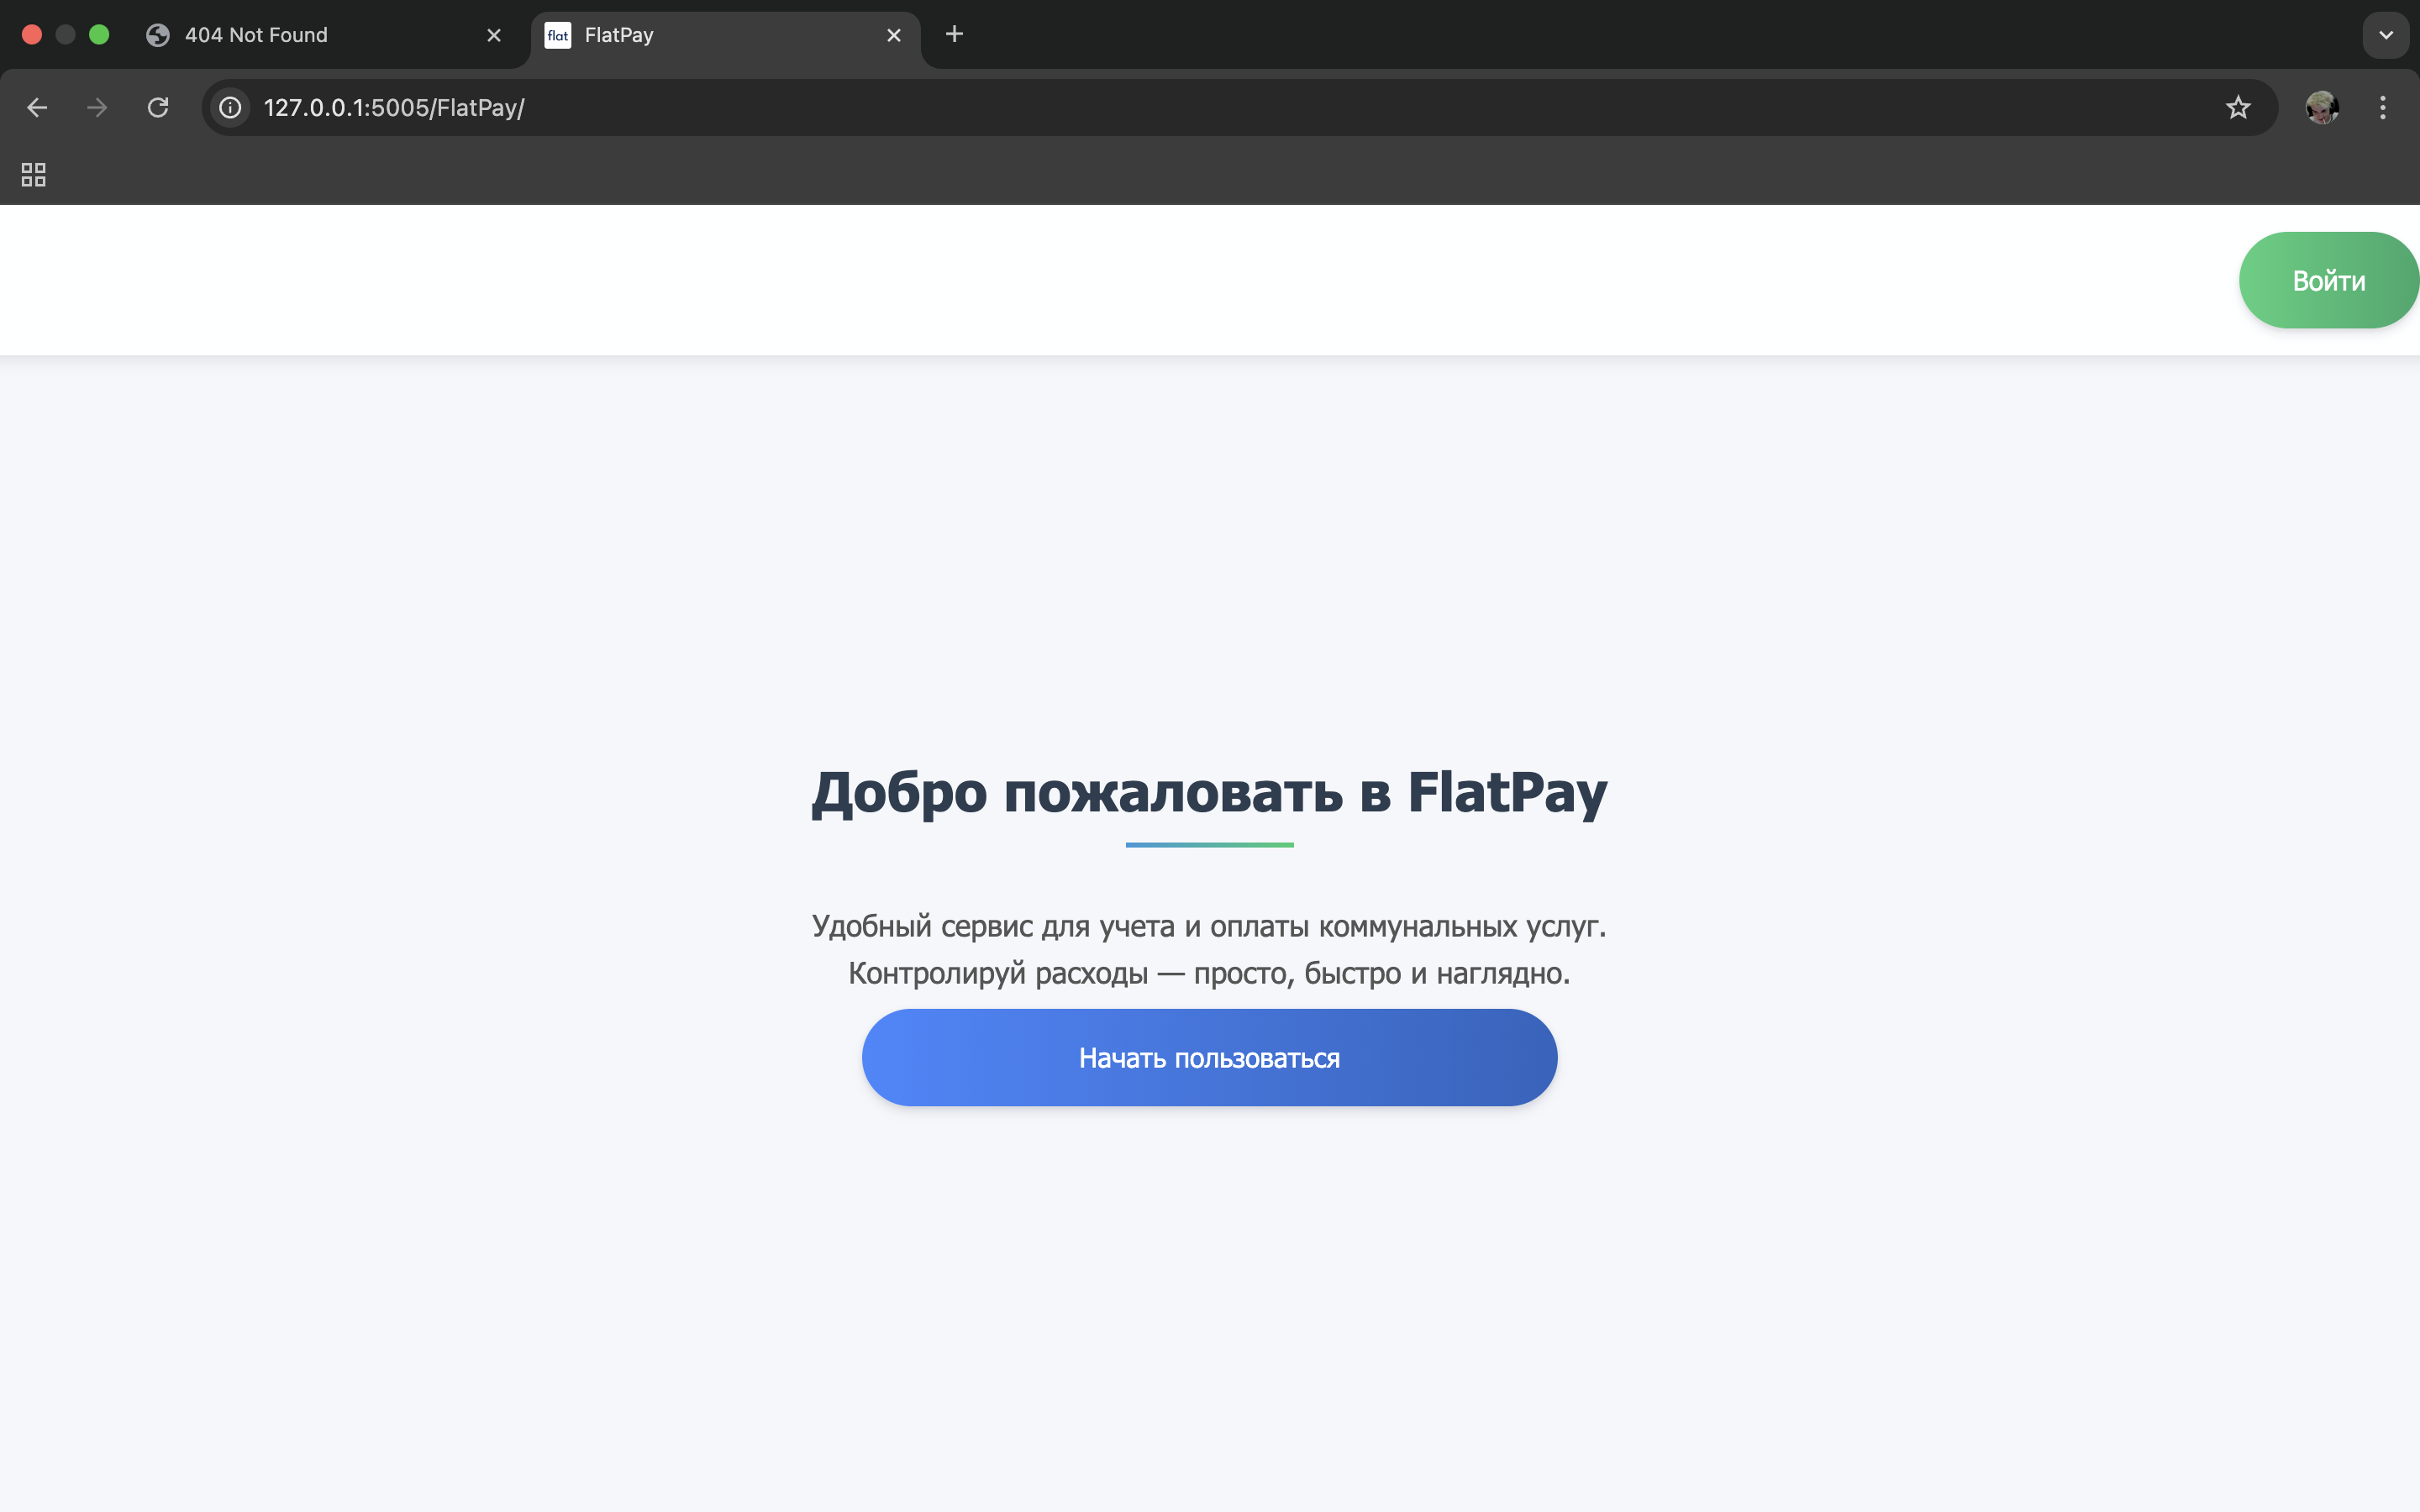 404 Not Found
flat FlatPay
127.0.0.1:5005/FlatPay/
Войти
Добро пожаловать в FlatPay
Удобный сервис для учета и оплаты коммунальных услуг.
Контролируй расходы — просто, быстро и наглядно.
Начать пользоваться